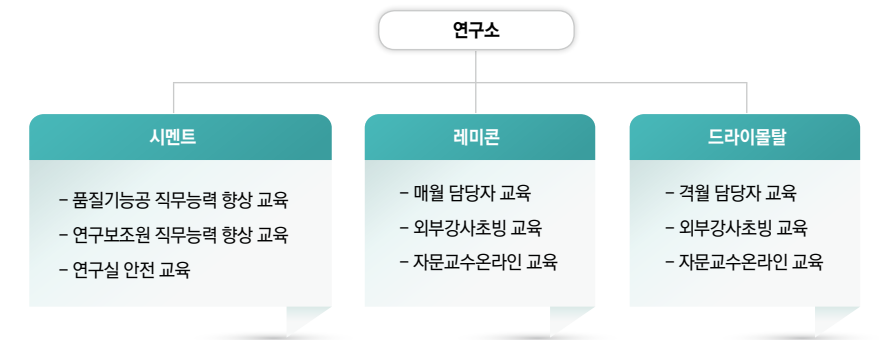 연구소
시멘트
- 품질기능공 직무능력 향상 교육
- 연구보조원 직무능력 향상 교육
- 연구실 안전 교육
레미콘
- 매월 담당자 교육
- 외부강사초빙 교육
- 자문교수온라인 교육
드라이몰탈
- 격월 담당자 교육
- 외부강사초빙 교육
- 자문교수온라인 교육